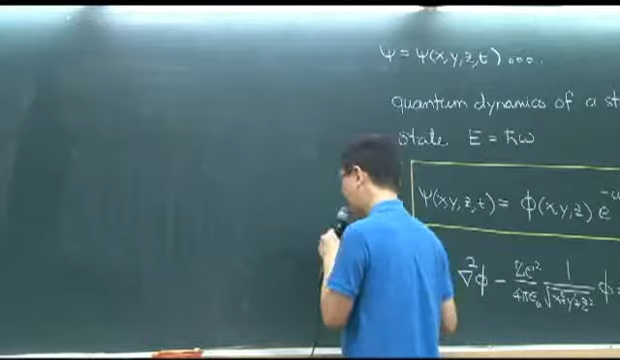 Ψ = Ψ(x,y,z,t) ...
quantum dynamics of a st
state E = ħω
Ψ(x,y,z,t) = ϕ(x,y,z) e^-
∇²ϕ - Ze²/4πε₀ 1/√x²+y²+z² ϕ =